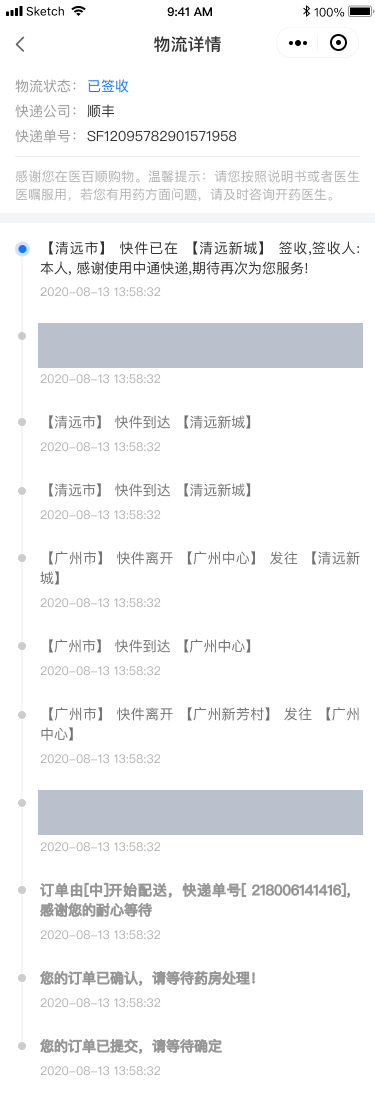 Sketch 9:41 AM 100%
物流详情
物流状态：已签收
快递公司：顺丰
快递单号：SF12095782901571958
感谢您在医百顺购物。温馨提示：请您按照说明书或者医生
医嘱服用，若您有用药方面问题，请及时咨询开药医生。
【清远市】 快件已在 【清远新城】 签收,签收人:
本人, 感谢使用中通快递,期待再次为您服务!
2020-08-13 13:58:32
2020-08-13 13:58:32
【清远市】 快件到达 【清远新城】
2020-08-13 13:58:32
【清远市】 快件到达 【清远新城】
2020-08-13 13:58:32
【广州市】 快件离开 【广州中心】 发往 【清远新
城】
2020-08-13 13:58:32
【广州市】 快件到达 【广州中心】
2020-08-13 13:58:32
【广州市】 快件离开 【广州新芳村】 发往 【广州
中心】
2020-08-13 13:58:32
2020-08-13 13:58:32
订单由[中]开始配送，快递单号[ 218006141416],
感谢您的耐心等待
2020-08-13 13:58:32
您的订单已确认，请等待药房处理！
2020-08-13 13:58:32
您的订单已提交，请等待确定
2020-08-13 13:58:32